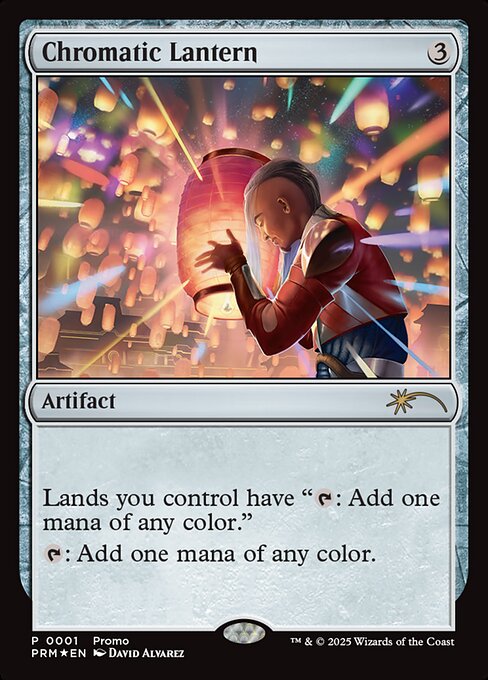 Chromatic Lantern 3
Artifact
Lands you control have “T: Add one
mana of any color.”
T: Add one mana of any color.
P 0001 Promo
PRM★EN David Alvarez
™ & © 2025 Wizards of the Coast